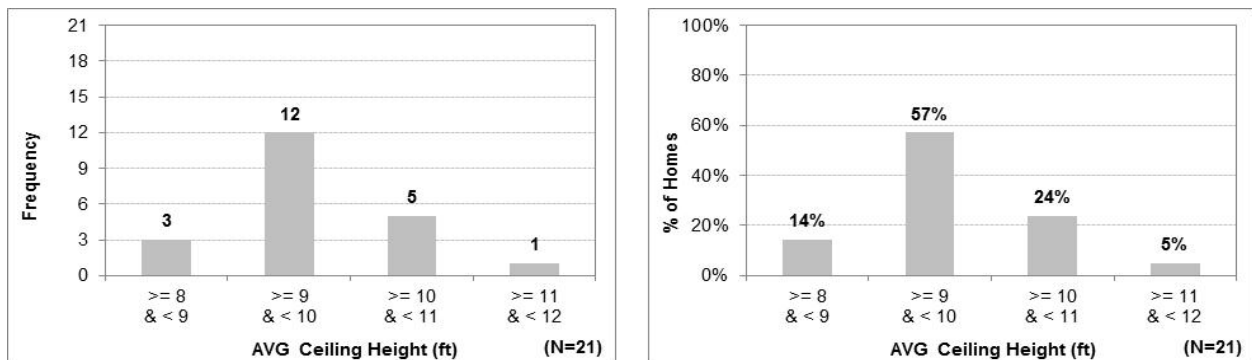 21
18
15
12
9
6
3
0
Frequency
3
12
5
1
>= 8
& < 9
>= 9
& < 10
>= 10
& < 11
>= 11
& < 12
AVG Ceiling Height (ft)
(N=21)
100%
80%
60%
40%
20%
0%
% of Homes
14%
57%
24%
5%
>= 8
& < 9
>= 9
& < 10
>= 10
& < 11
>= 11
& < 12
AVG Ceiling Height (ft)
(N=21)